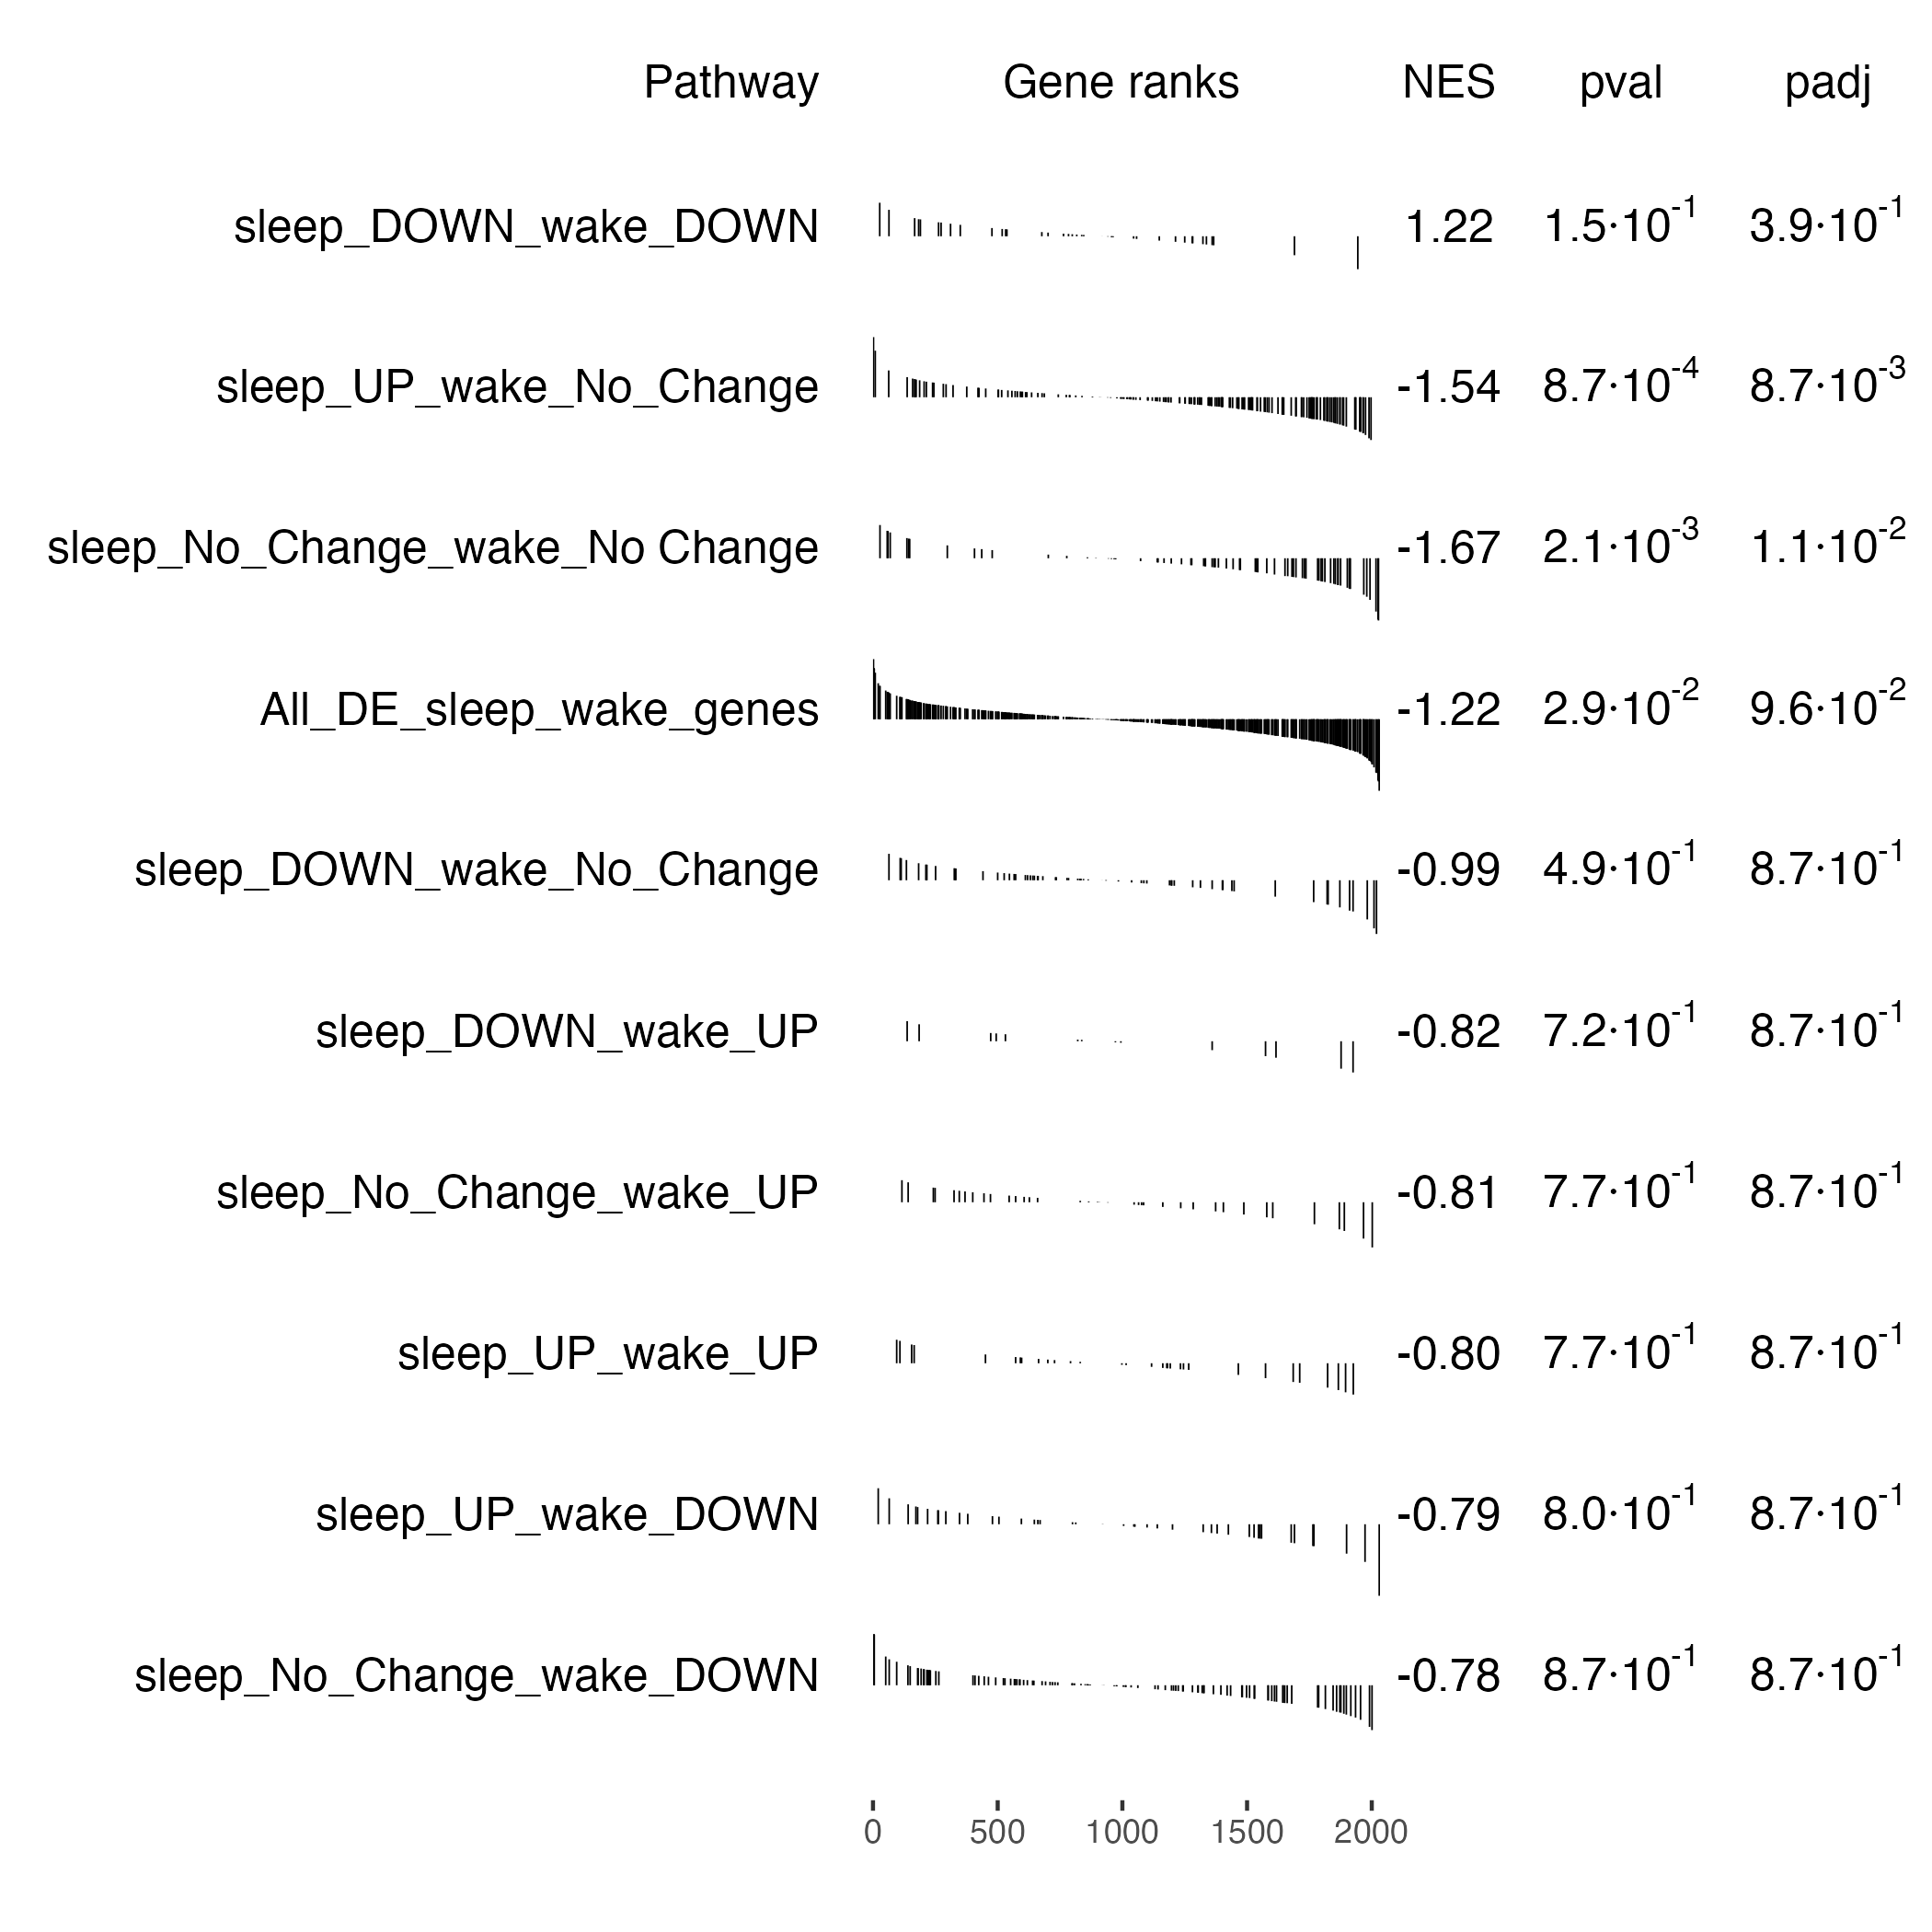 Pathway Gene ranks NES pval padj
sleep_DOWN_wake_DOWN 1.22 1.5·10^-1 3.9·10^-1
sleep_UP_wake_No_Change -1.54 8.7·10^-4 8.7·10^-3
sleep_No_Change_wake_No Change -1.67 2.1·10^-3 1.1·10^-2
All_DE_sleep_wake_genes -1.22 2.9·10^-2 9.6·10^-2
sleep_DOWN_wake_No_Change -0.99 4.9·10^-1 8.7·10^-1
sleep_DOWN_wake_UP -0.82 7.2·10^-1 8.7·10^-1
sleep_No_Change_wake_UP -0.81 7.7·10^-1 8.7·10^-1
sleep_UP_wake_UP -0.80 7.7·10^-1 8.7·10^-1
sleep_UP_wake_DOWN -0.79 8.0·10^-1 8.7·10^-1
sleep_No_Change_wake_DOWN -0.78 8.7·10^-1 8.7·10^-1
0 500 1000 1500 2000